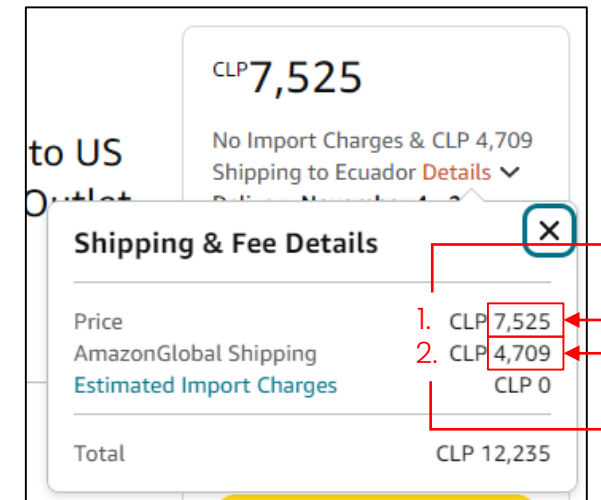 CLP7,525
No Import Charges & CLP 4,709
to US
Shipping to Ecuador Details
Shipping & Fee Details
1.
Price CLP 7,525
2.
AmazonGlobal Shipping CLP 4,709
Estimated Import Charges CLP 0
Total CLP 12,235